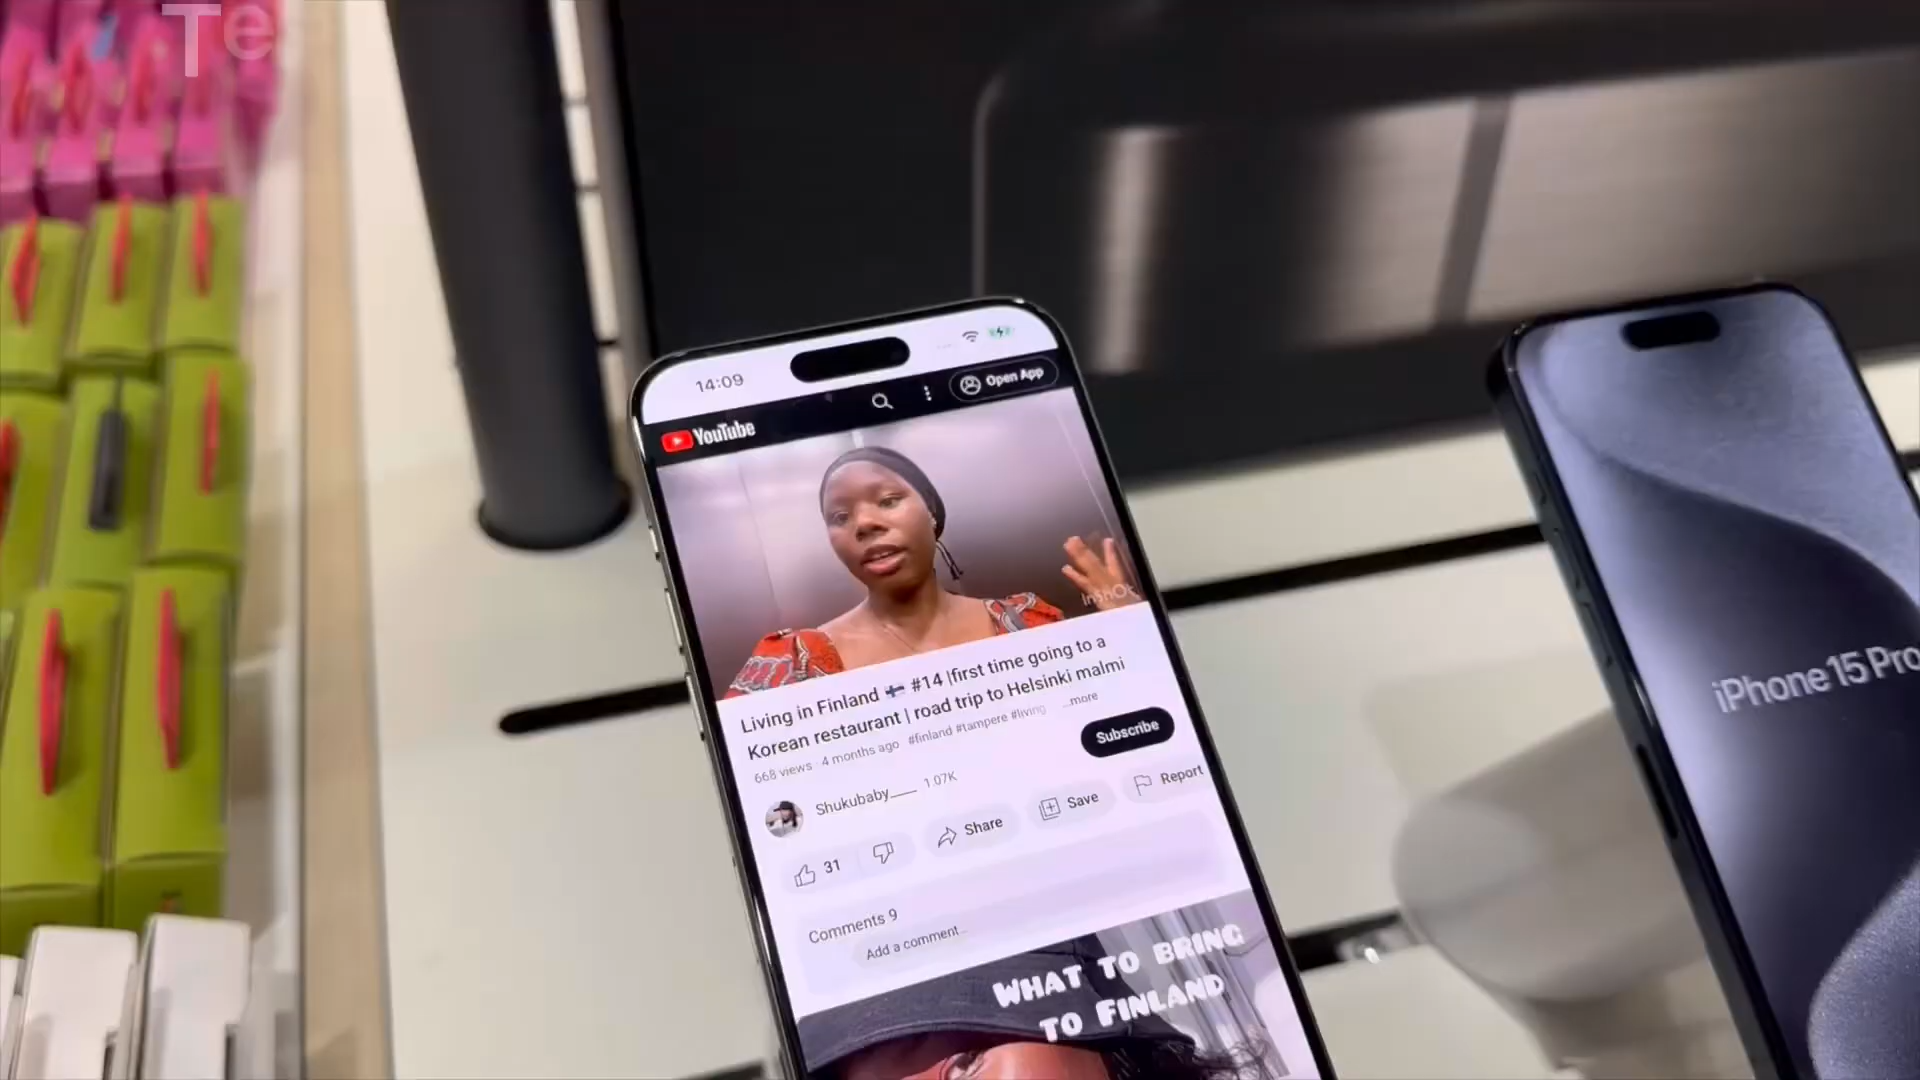 Te
14:09
Open App
YouTube
InShOt
Living in Finland 🇫🇮 #14 |first time going to a
Korean restaurant | road trip to Helsinki malmi
668 views · 4 months ago #finland #tampere #living ...more
Subscribe
Shukubaby____ 1.07K
31
Share
Save
Report
Comments 9
Add a comment...
WHAT TO BRING
TO FINLAND
iPhone 15 Pro